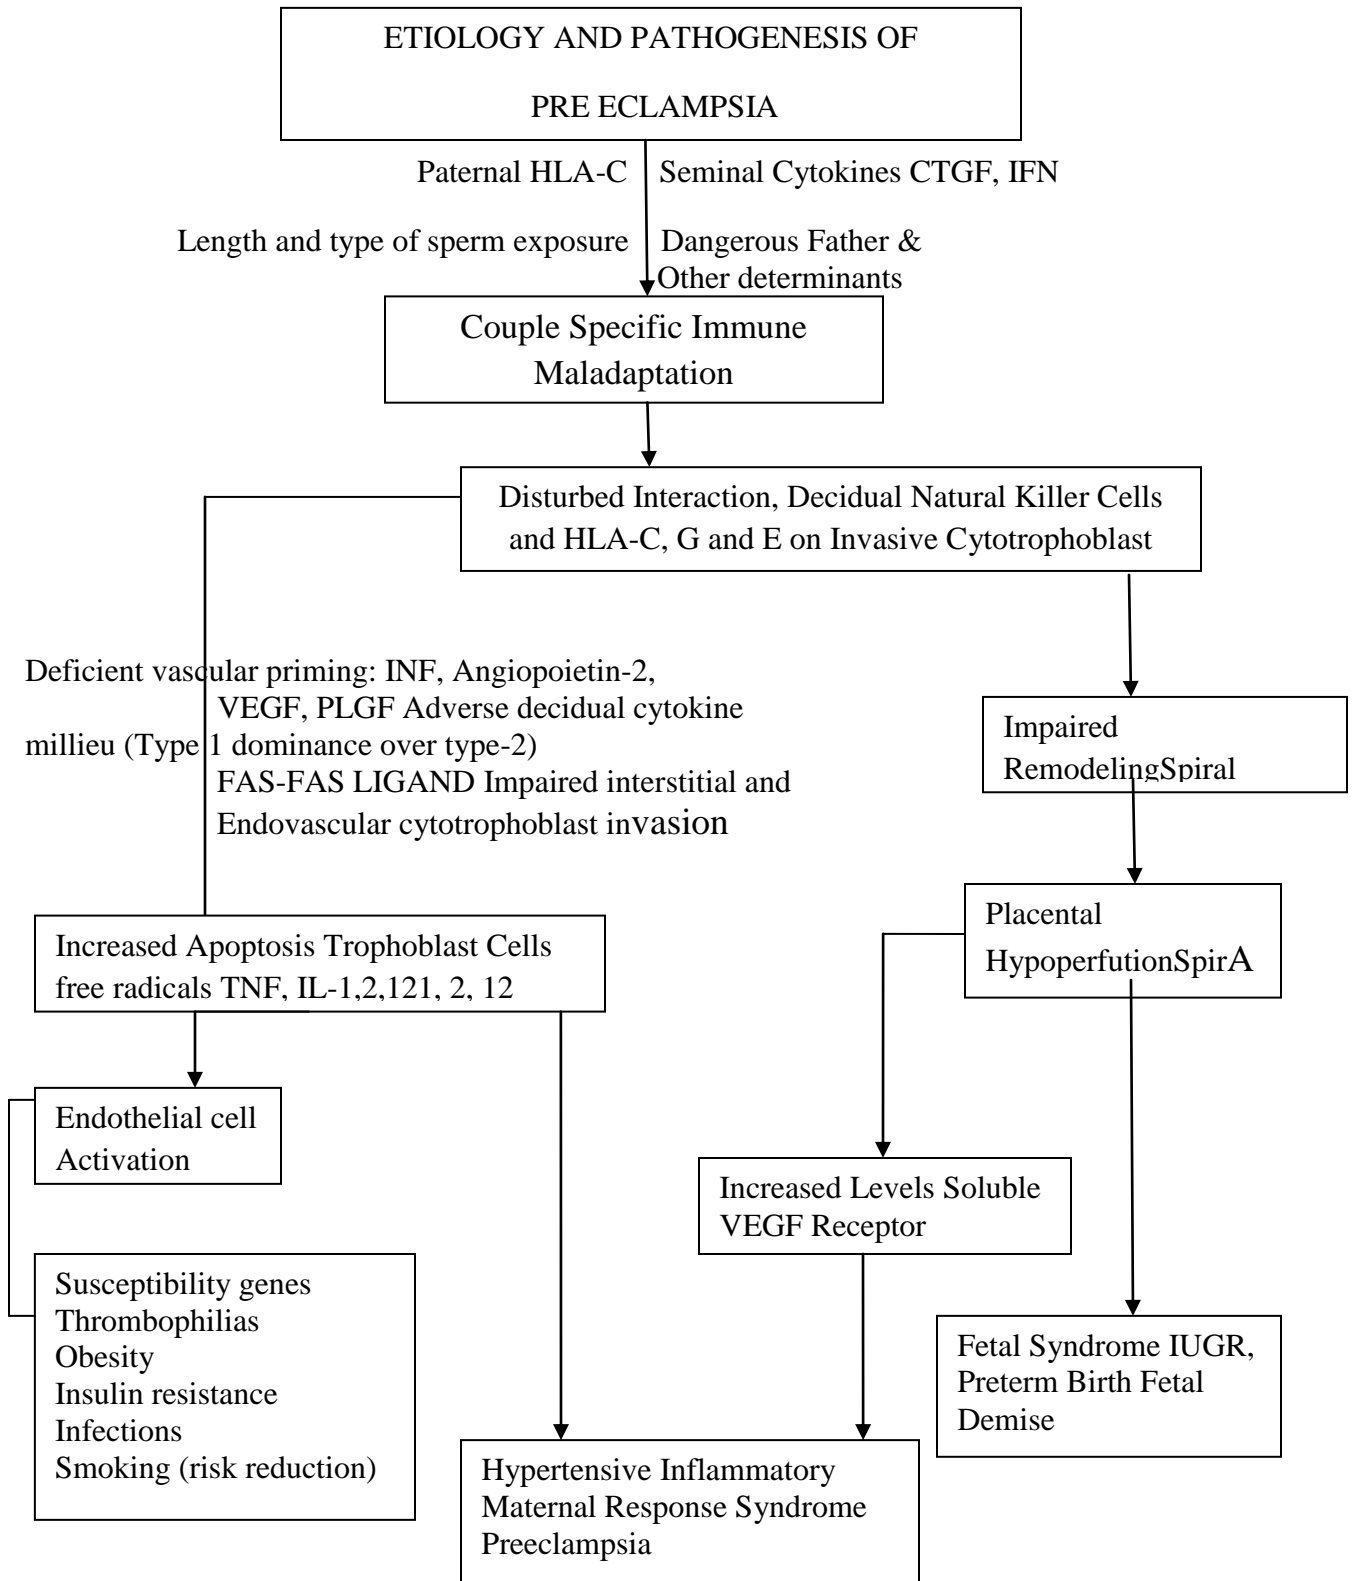 ETIOLOGY AND PATHOGENESIS OF
PRE ECLAMPSIA
Paternal HLA-C
Seminal Cytokines CTGF, IFN
Length and type of sperm exposure
Dangerous Father &
Other determinants
Couple Specific Immune
Maladaptation
Disturbed Interaction, Decidual Natural Killer Cells
and HLA-C, G and E on Invasive Cytotrophoblast
Deficient vascular priming: INF, Angiopoietin-2,
VEGF, PLGF Adverse decidual cytokine
millieu (Type 1 dominance over type-2)
FAS-FAS LIGAND Impaired interstitial and
Endovascular cytotrophoblast invasion
Impaired
RemodelingSpiral
Placental
HypoperfutionSpirA
Increased Apoptosis Trophoblast Cells
free radicals TNF, IL-1,2,121, 2, 12
Endothelial cell
Activation
Increased Levels Soluble
VEGF Receptor
Susceptibility genes
Thrombophilias
Obesity
Insulin resistance
Infections
Smoking (risk reduction)
Fetal Syndrome IUGR,
Preterm Birth Fetal
Demise
Hypertensive Inflammatory
Maternal Response Syndrome
Preeclampsia